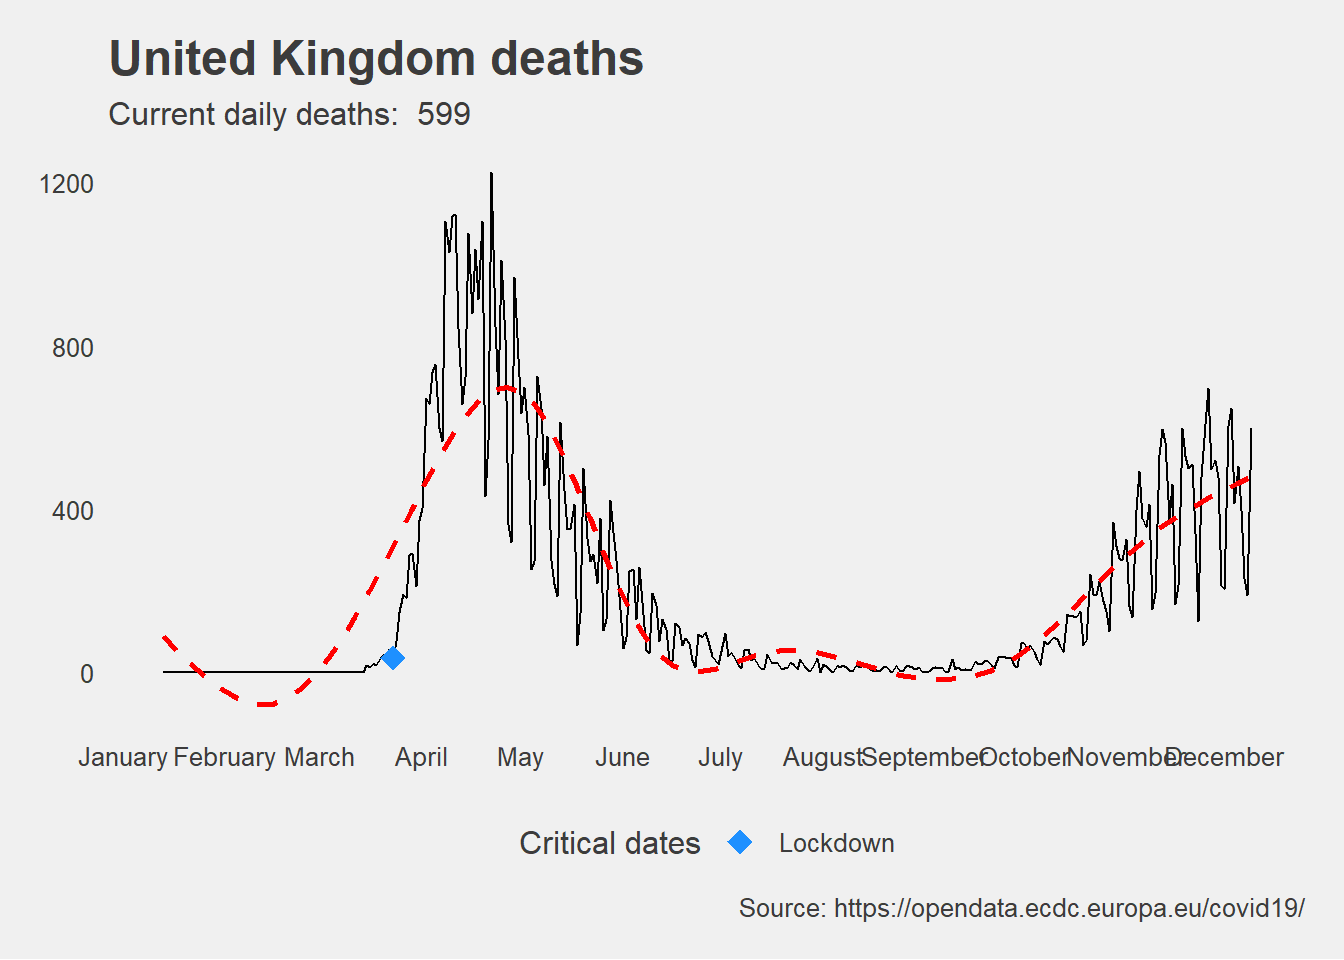 United Kingdom deaths
Current daily deaths:  599
1200
800
400
0
January February March April May June July August September October November December
Critical dates Lockdown
Source: https://opendata.ecdc.europa.eu/covid19/